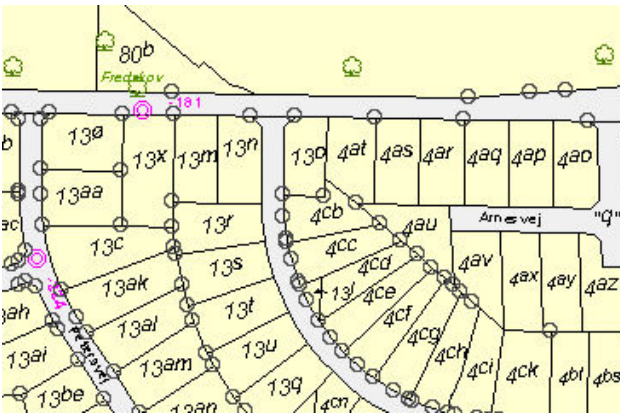 80b
Fredskov
181
13ø
13x
13m
13n
13o
4at
4as
4ar
4aq
4ap
4ao
b
13aa
ac
13r
4cb
4au
Arnesvej
"q"
13c
4cc
13s
4cd
4av
13ak
13l
4ce
4ax
4ay
4az
ah
13t
4cf
13al
4cg
Petersvej
13u
4ch
13ai
13am
4ci
4ck
4bt
4bs
13be
13q
13an
4cn